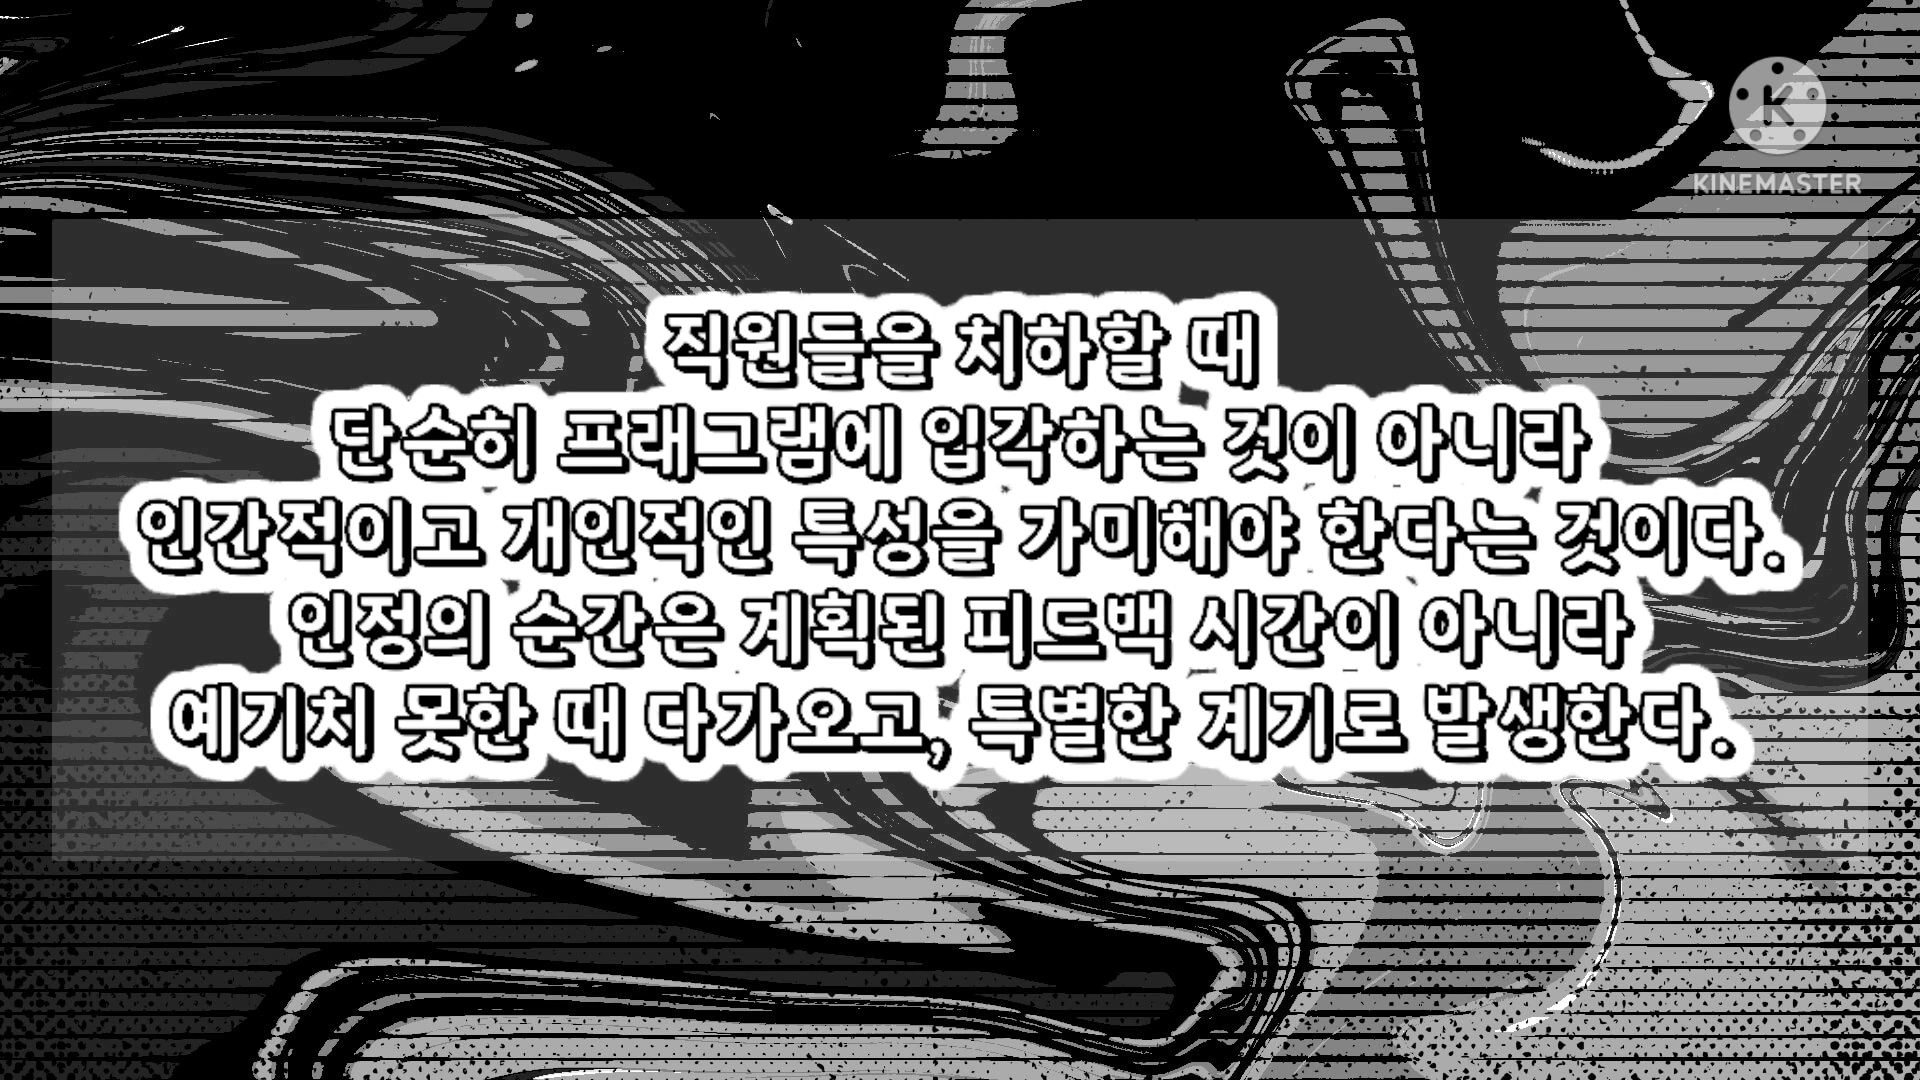 KINEMASTER
직원들을 치하할 때
단순히 프래그램에 입각하는 것이 아니라
인간적이고 개인적인 특성을 가미해야 한다는 것이다.
인정의 순간은 계획된 피드백 시간이 아니라
예기치 못한 때 다가오고, 특별한 계기로 발생한다.